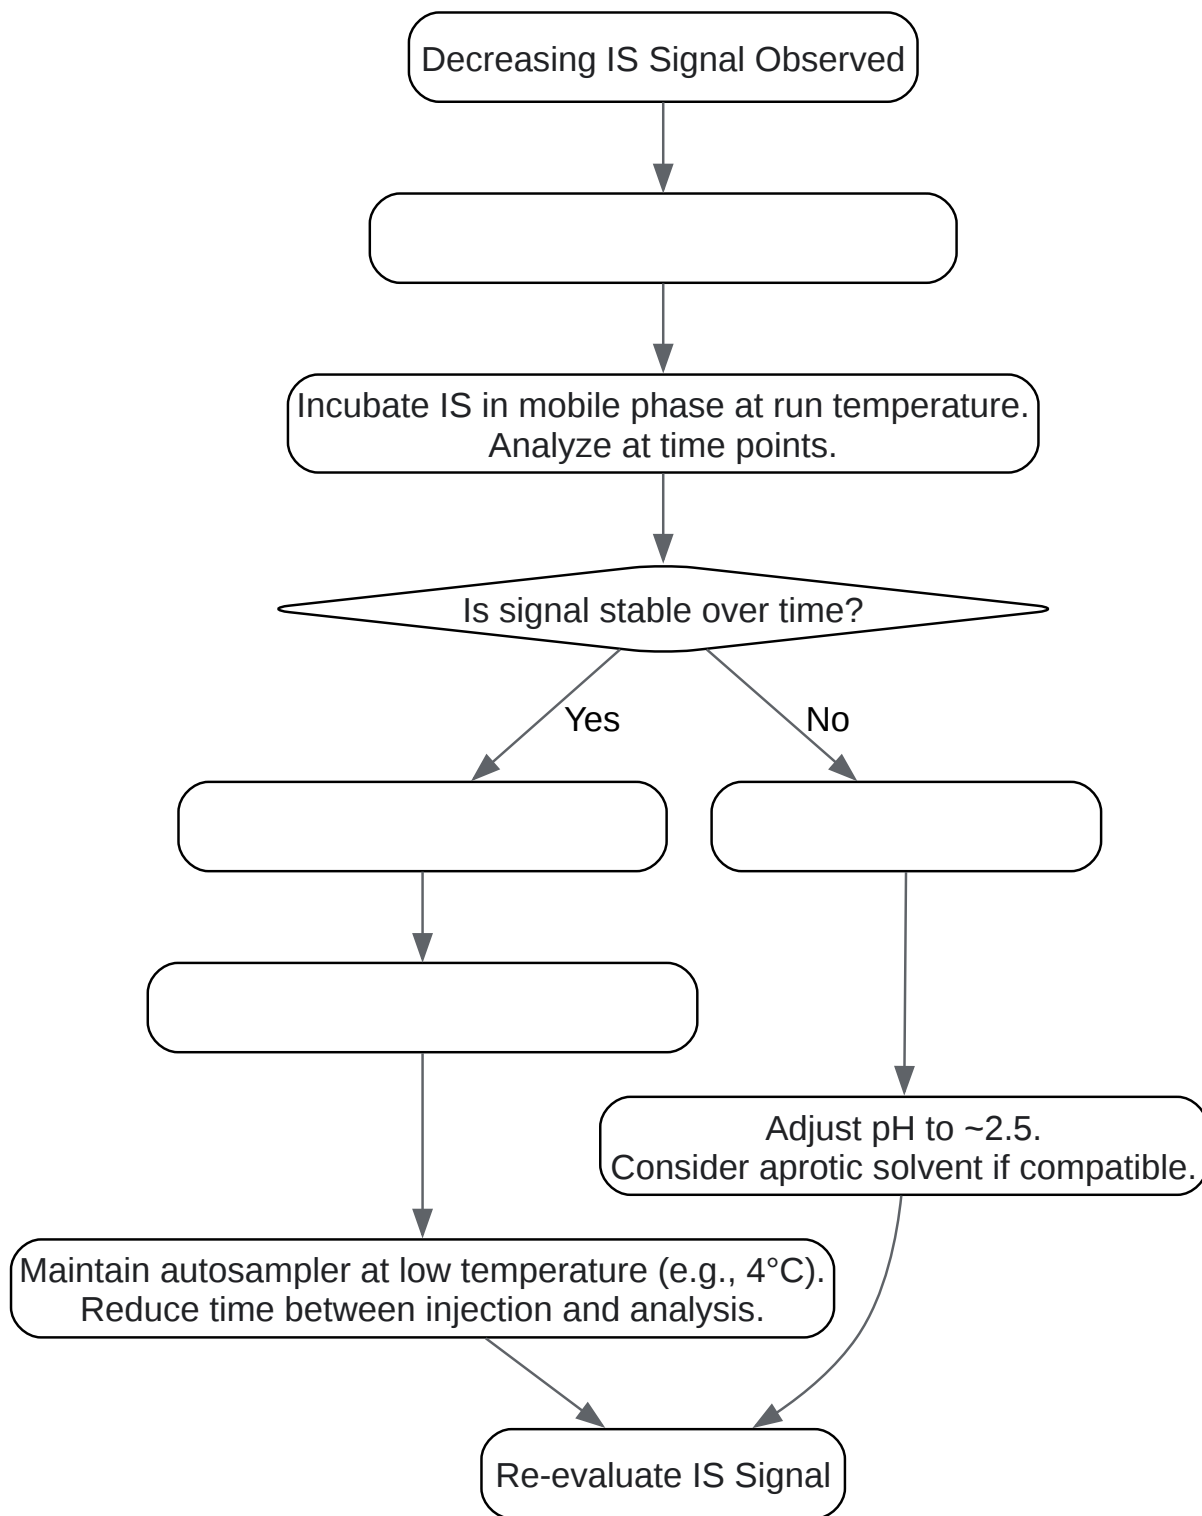 Decreasing IS Signal Observed
Incubate IS in mobile phase at run temperature.
Analyze at time points.
Is signal stable over time?
Yes
No
Adjust pH to ~2.5.
Consider aprotic solvent if compatible.
Maintain autosampler at low temperature (e.g., 4°C).
Reduce time between injection and analysis.
Re-evaluate IS Signal